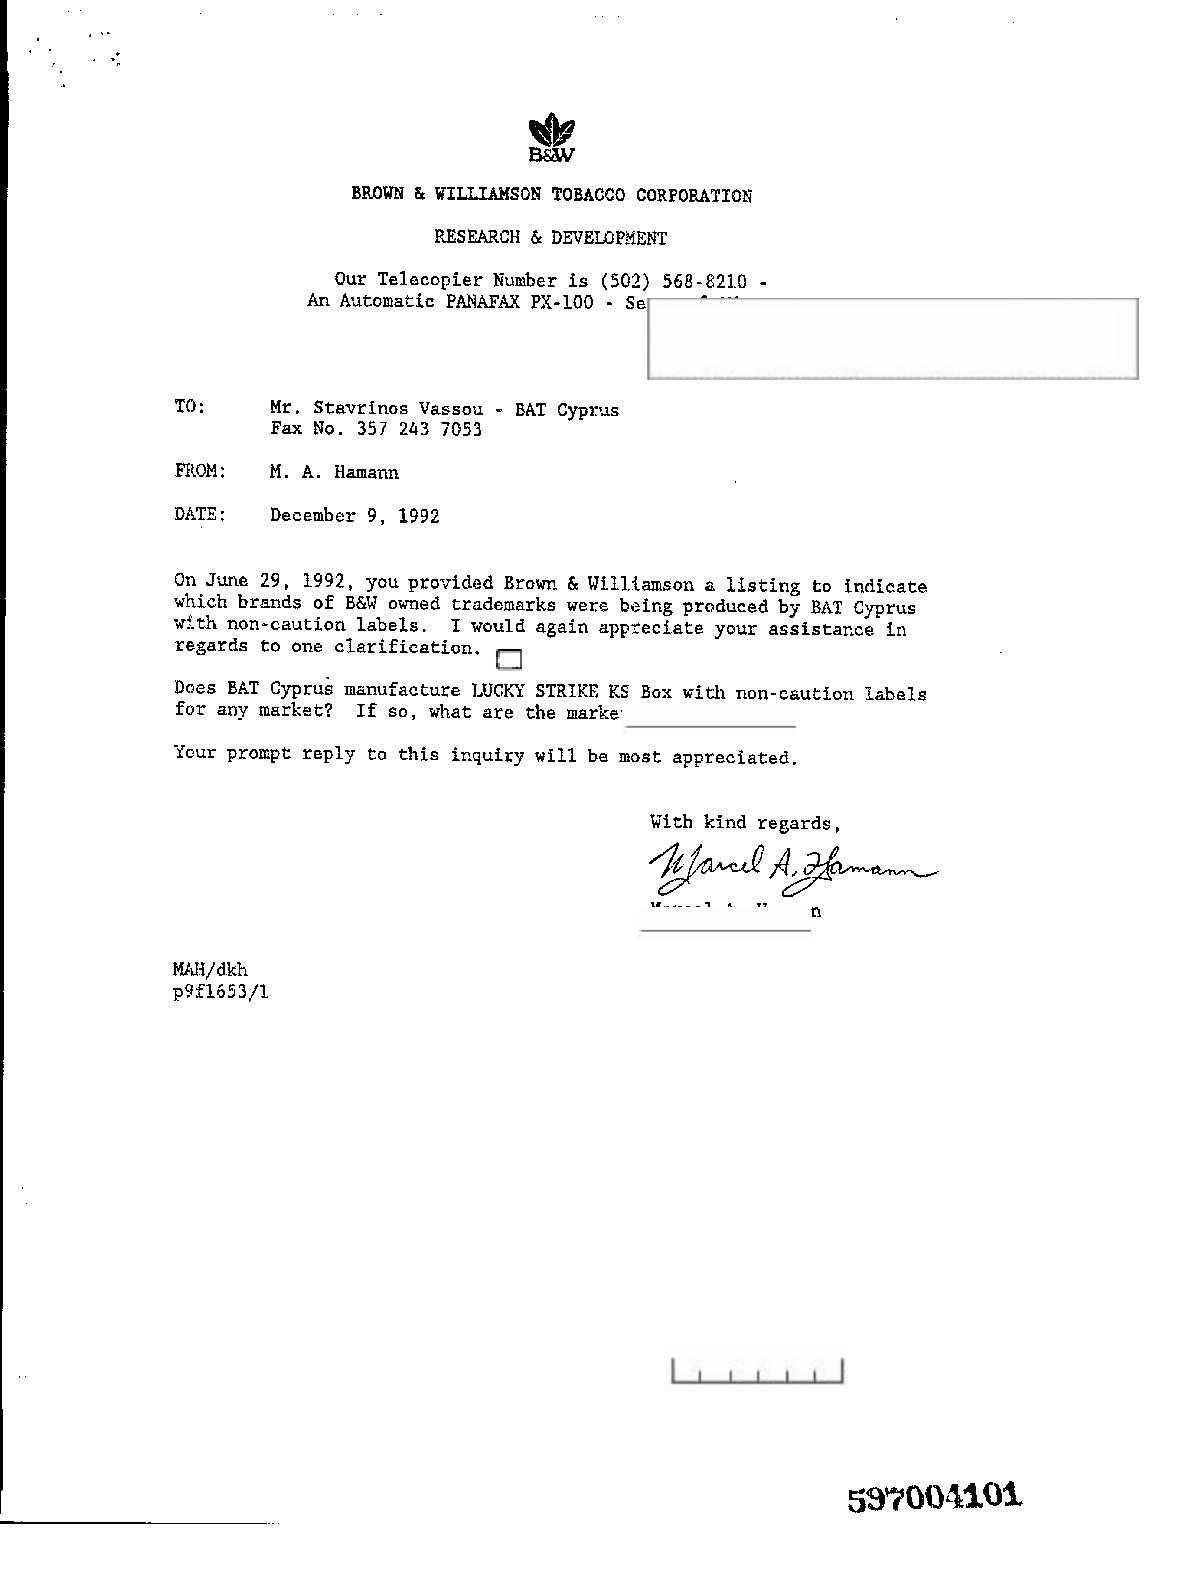 B&W
BROWN & WILLIAMSON TOBACCO CORPORATION
RESEARCH & DEVELOPMENT
Our Telecopier Number is (502) 568-8210 -
An Automatic PANAFAX PX-100 -
TO: Mr. Stavrinos Vassou - BAT Cyprus
Fax No. 357 243 7053
FROM: M. A. Hamann
DATE: December 9, 1992
On June 29, 1992, you provided Brown & Williamson a listing to indicate
which brands of B&W owned trademarks were being produced by BAT Cyprus
with non-caution labels. I would again appreciate your assistance in
regards to one clarification.
Does BAT Cyprus manufacture LUCKY STRIKE KS Box with non-caution labels
for any market? If so, what are the
Your prompt reply to this inquiry will be most appreciated.
With kind regards,
Marcel A. Hamann
MAH/dkh
p9f1653/1
597004101